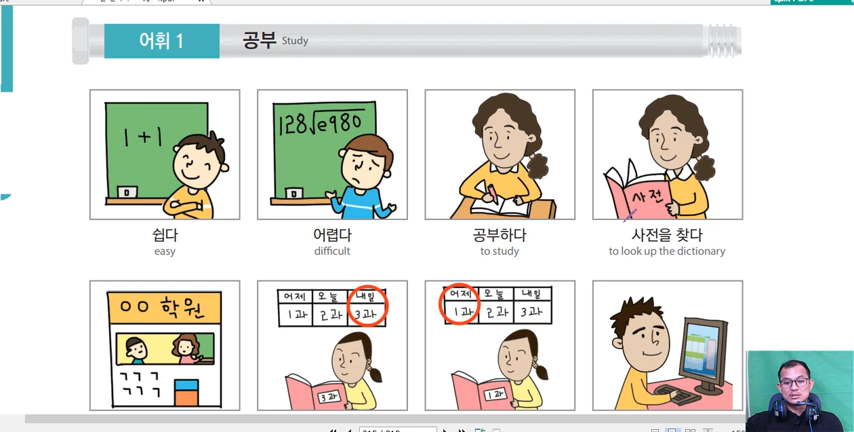 어휘 1 공부 Study
1+1
128√e980
쉽다
easy
어렵다
difficult
공부하다
to study
사전
사전을 찾다
to look up the dictionary
OO 학원
ㄱㄱㄱ
ㄱㄱㄱ
어제 오늘 내일
1과 2과 3과
3과
어제 오늘 내일
1과 2과 3과
1과